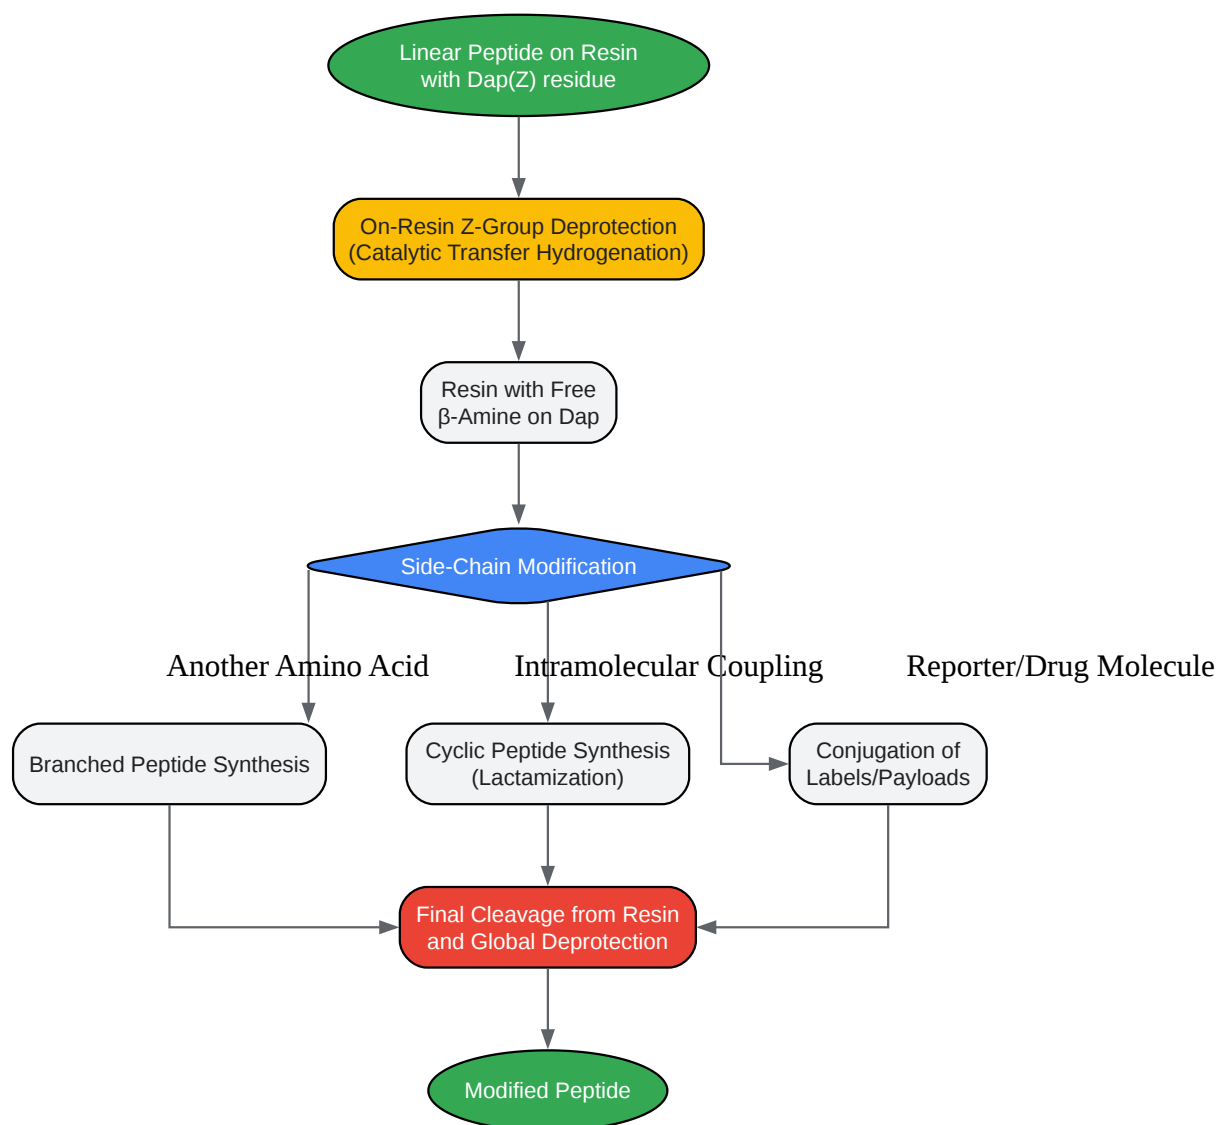 Linear Peptide on Resin
with Dap(Z) residue
On-Resin Z-Group Deprotection
(Catalytic Transfer Hydrogenation)
Resin with Free
β-Amine on Dap
Side-Chain Modification
Another Amino Acid
Intramolecular Coupling
Reporter/Drug Molecule
Branched Peptide Synthesis
Cyclic Peptide Synthesis
(Lactamization)
Conjugation of
Labels/Payloads
Final Cleavage from Resin
and Global Deprotection
Modified Peptide